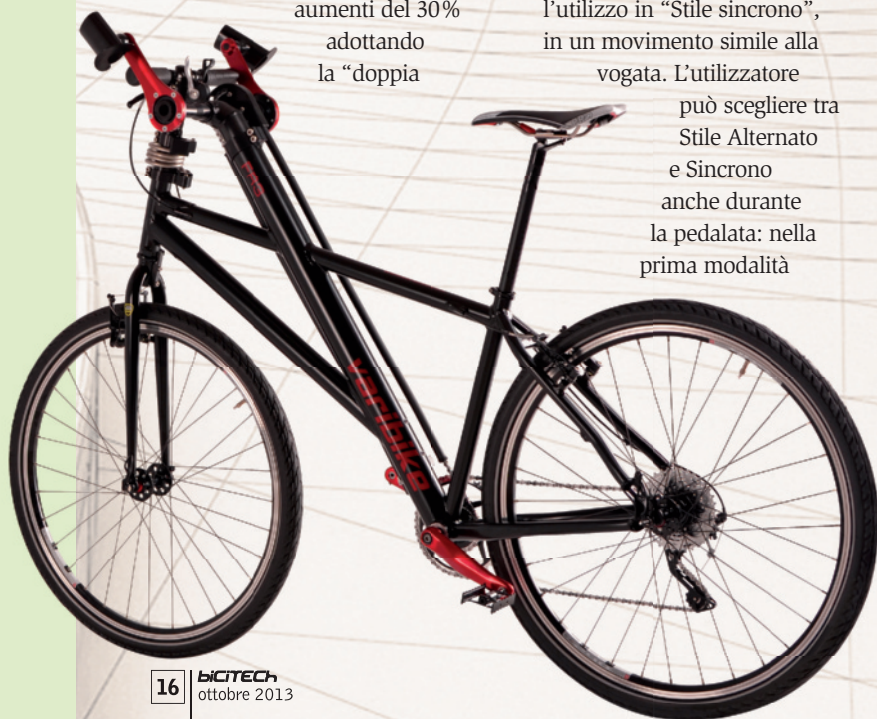 aumenti del 30%
adottando
la “doppia
l’utilizzo in “Stile sincrono”,
in un movimento simile alla
vogata. L’utilizzatore
può scegliere tra
Stile Alternato
e Sincrono
anche durante
la pedalata: nella
prima modalità
varibike
16
BICITECH
ottobre 2013